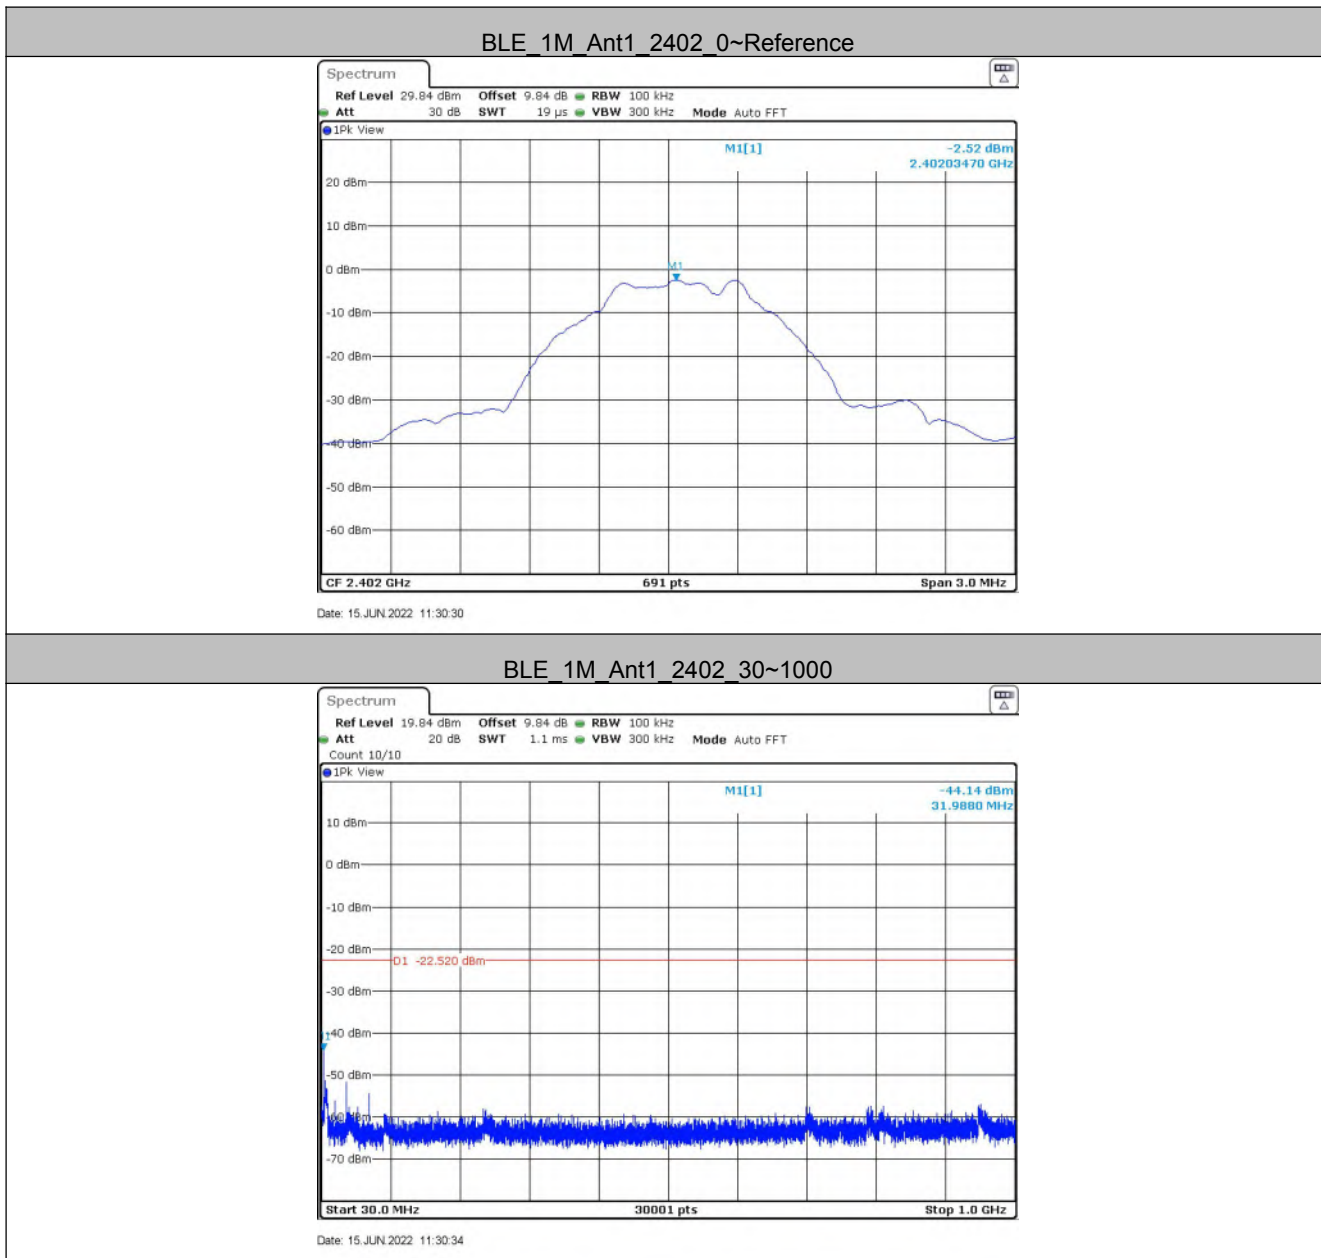 BLE_1M_Ant1_2402_0~Reference
Spectrum
Ref Level 29.84 dBm Offset 9.84 dB RBW 100 kHz
Att 30 dB SWT 19 µs VBW 300 kHz Mode Auto FFT
1Pk View
M1[1] -2.52 dBm
2.40203470 GHz
20 dBm
10 dBm
0 dBm
M1
-10 dBm
-20 dBm
-30 dBm
-40 dBm
-50 dBm
-60 dBm
CF 2.402 GHz 691 pts Span 3.0 MHz
Date: 15.JUN.2022 11:30:30
BLE_1M_Ant1_2402_30~1000
Spectrum
Ref Level 19.84 dBm Offset 9.84 dB RBW 100 kHz
Att 20 dB SWT 1.1 ms VBW 300 kHz Mode Auto FFT
Count 10/10
1Pk View
M1[1] -44.14 dBm
31.9880 MHz
10 dBm
0 dBm
-10 dBm
-20 dBm
D1 -22.520 dBm
-30 dBm
-40 dBm
-50 dBm
-60 dBm
-70 dBm
Start 30.0 MHz 30001 pts Stop 1.0 GHz
Date: 15.JUN.2022 11:30:34